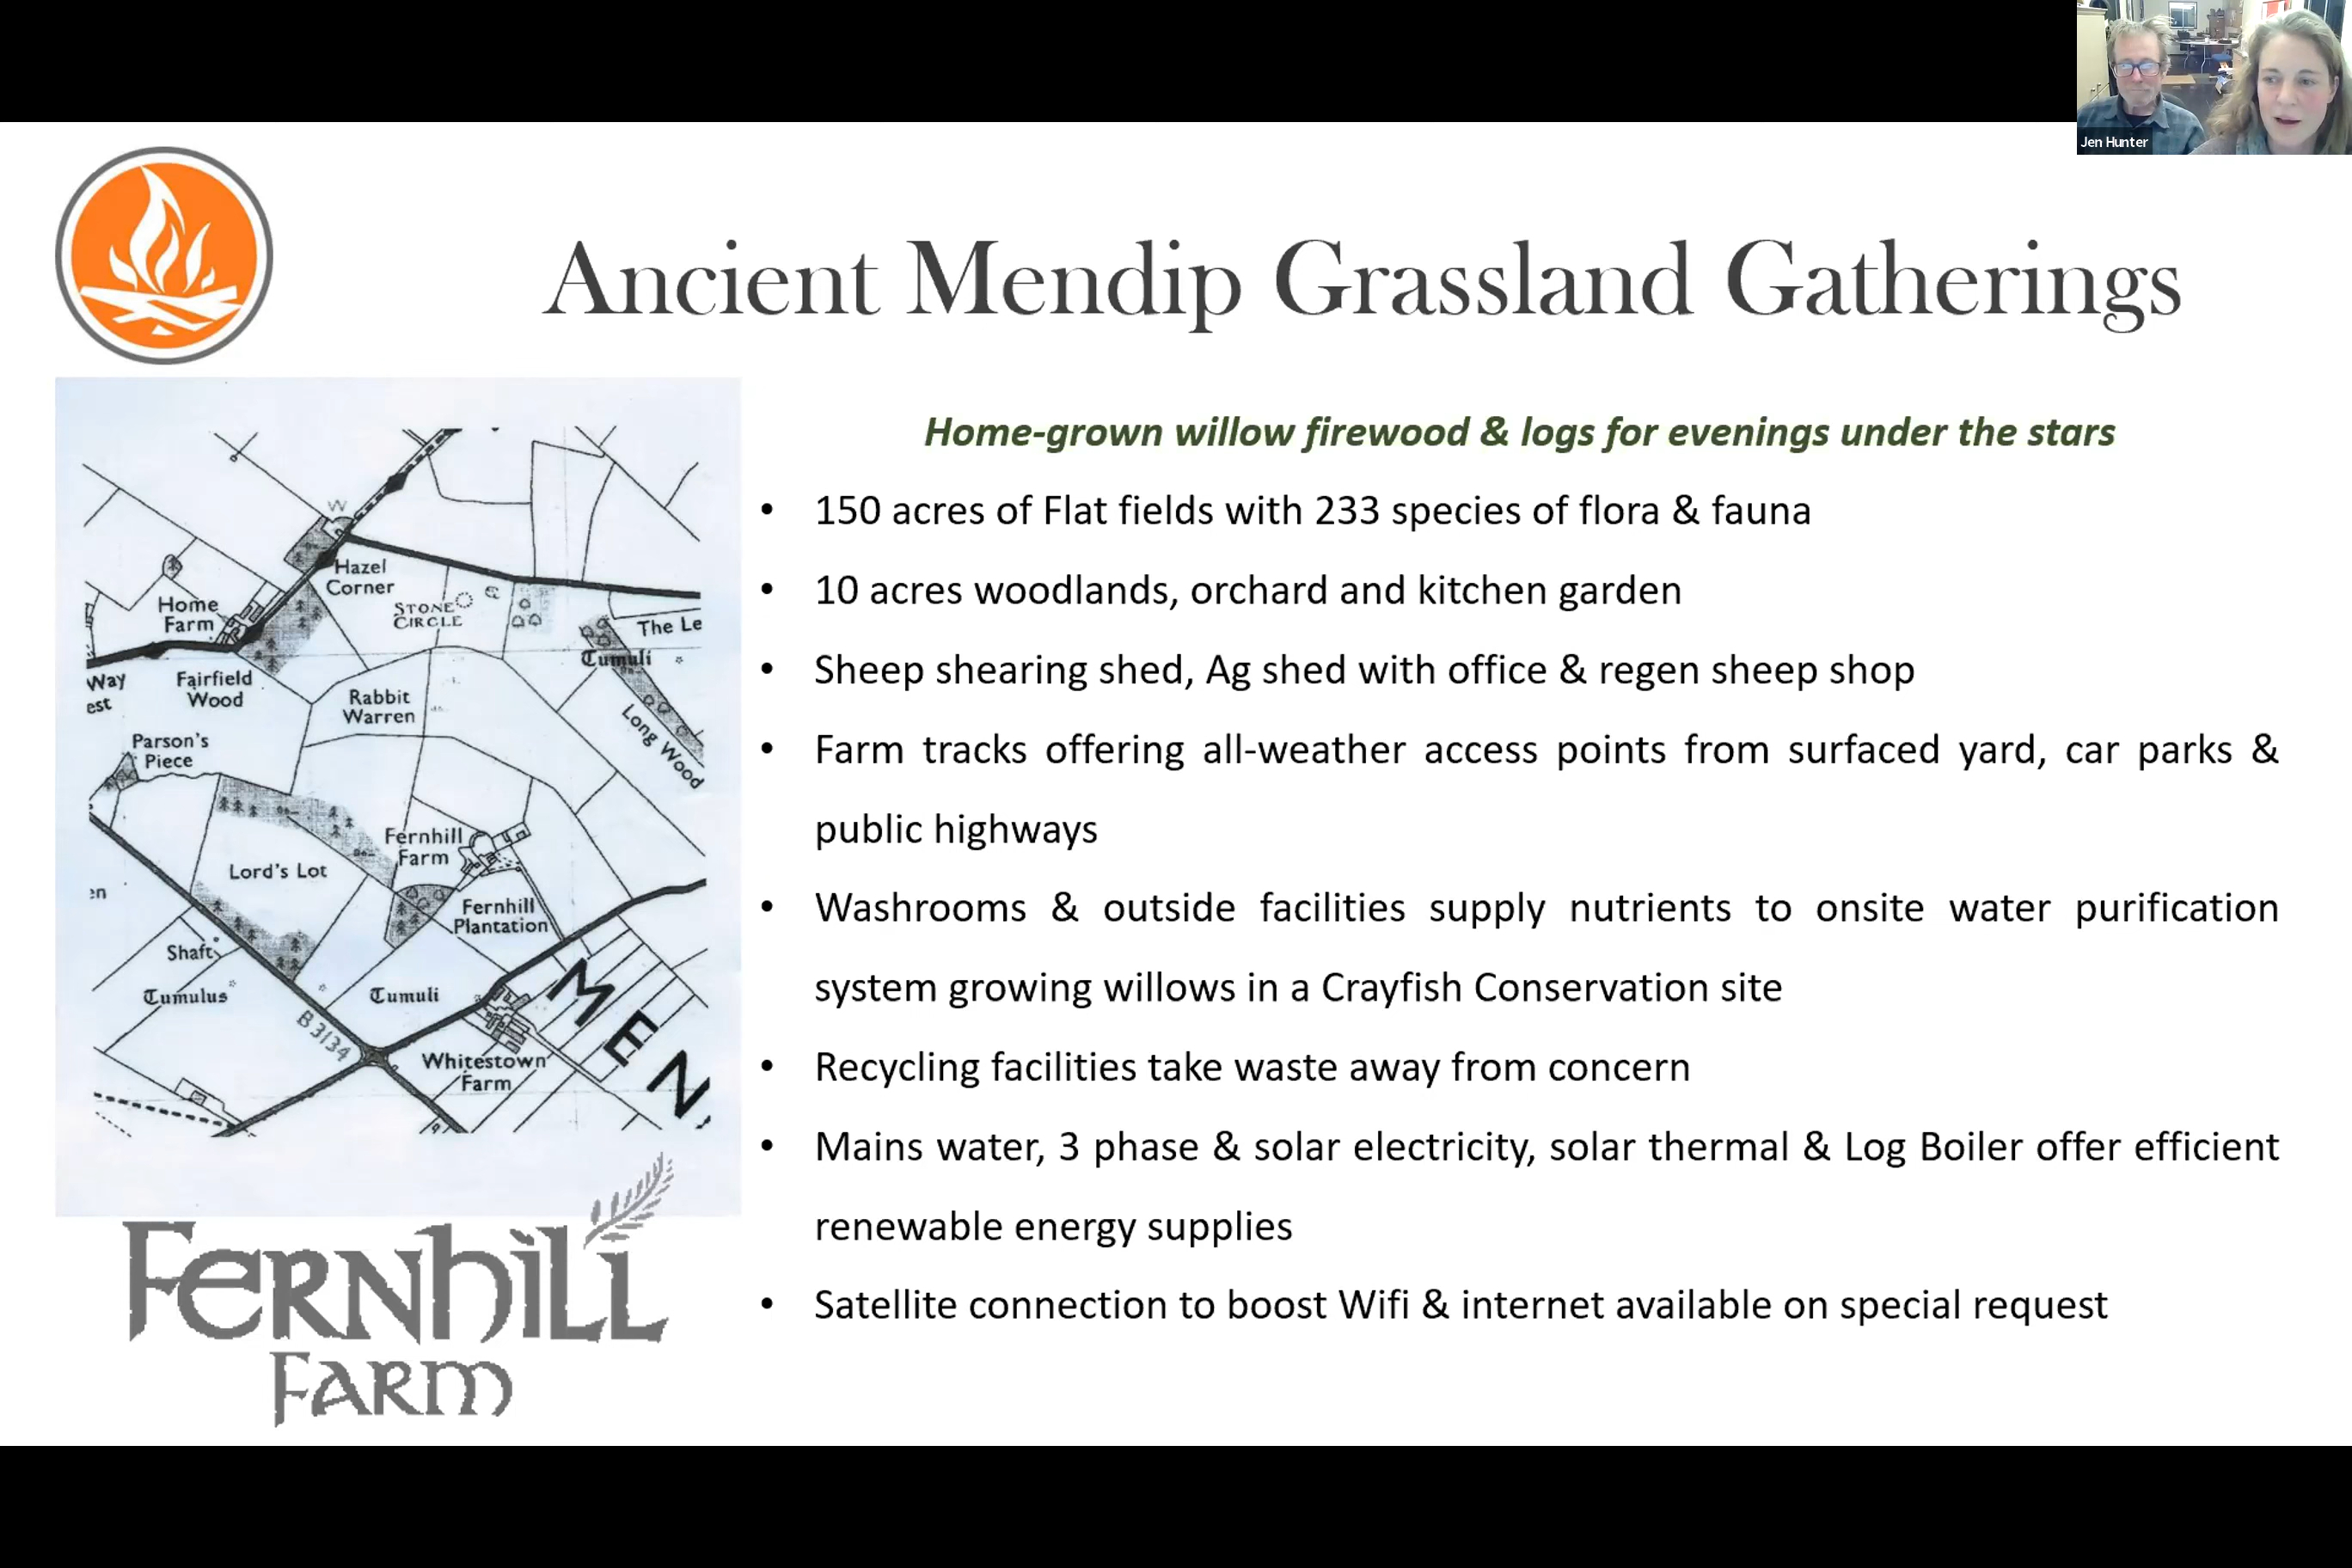 Jen Hunter
Ancient Mendip Grassland Gatherings
Home-grown willow firewood & logs for evenings under the stars
• 150 acres of Flat fields with 233 species of flora & fauna
• 10 acres woodlands, orchard and kitchen garden
• Sheep shearing shed, Ag shed with office & regen sheep shop
• Farm tracks offering all-weather access points from surfaced yard, car parks &
public highways
• Washrooms & outside facilities supply nutrients to onsite water purification
system growing willows in a Crayfish Conservation site
• Recycling facilities take waste away from concern
• Mains water, 3 phase & solar electricity, solar thermal & Log Boiler offer efficient
renewable energy supplies
• Satellite connection to boost Wifi & internet available on special request
W
Hazel
Corner
Home
Farm
STONE
CIRCLE
The Le
Tumuli
Way
est
Fairfield
Wood
Rabbit
Warren
Long Wood
Parson's
Piece
Fernhill
Farm
Lord's Lot
en
Fernhill
Plantation
Shaft
Tumulus
Tumuli
B 3134
Whitestown
Farm
MEN
Fernhill
Farm